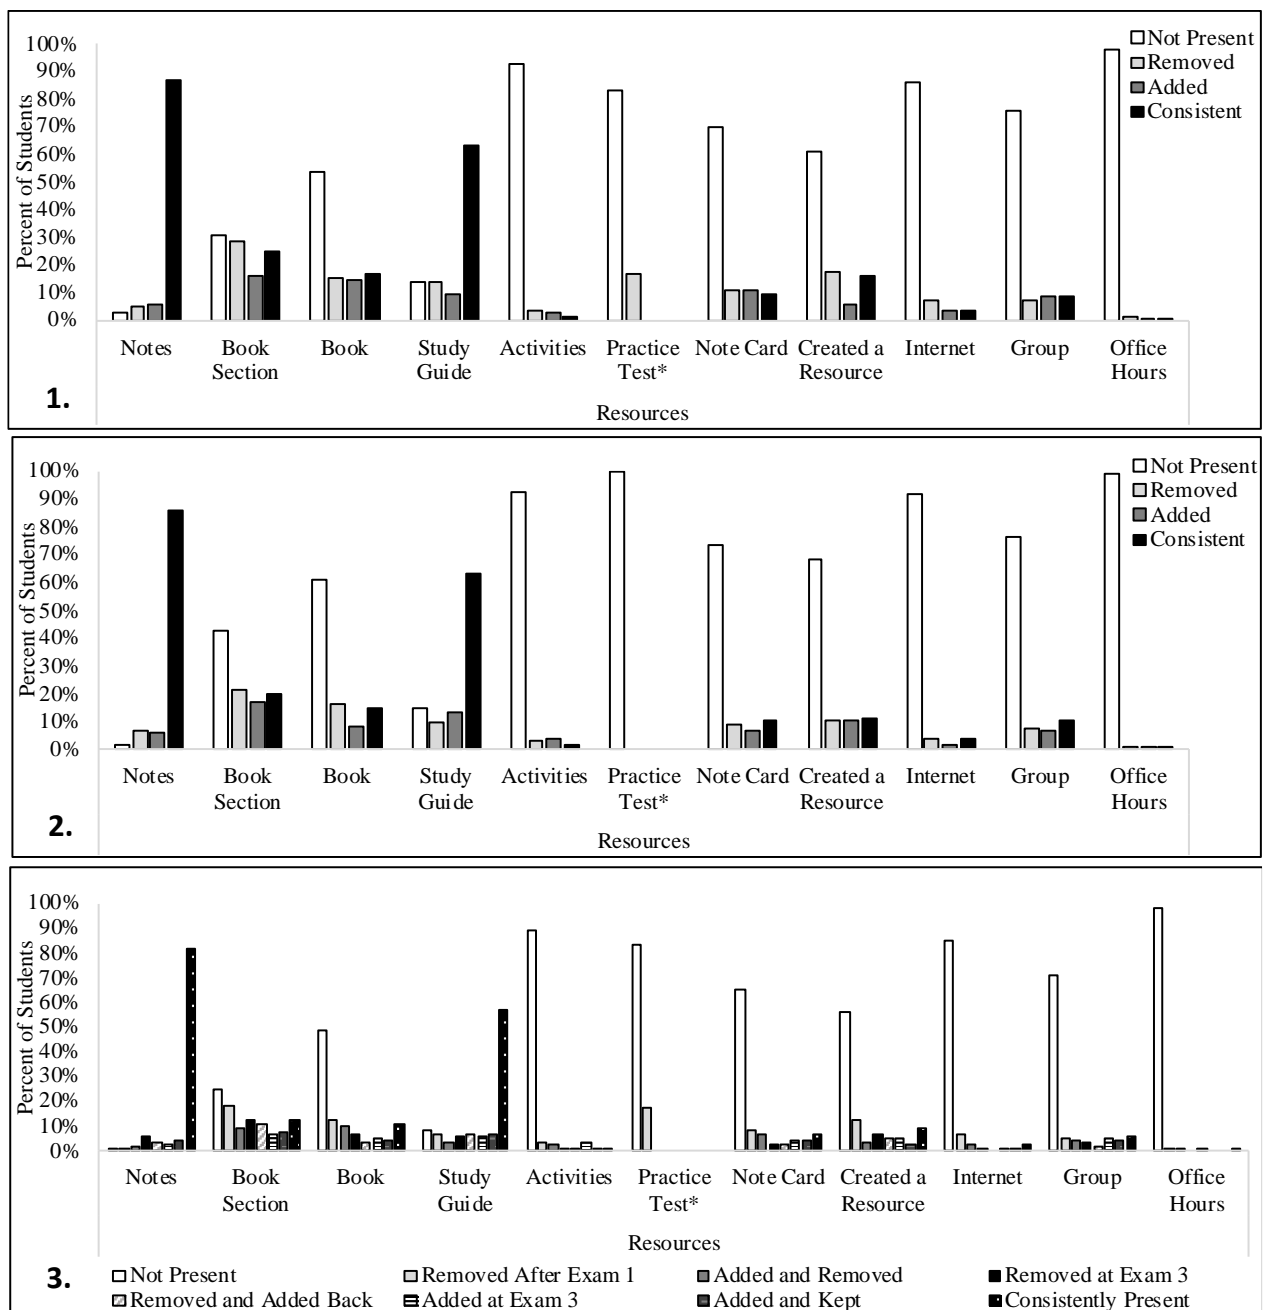 100%
90%
80%
70%
60%
50%
40%
30%
20%
10%
0%
Percent of Students
Not Present
Removed
Added
Consistent
Notes
Book Section
Book
Study Guide
Activities
Practice Test*
Note Card
Created a Resource
Internet
Group
Office Hours
Resources
1.
100%
90%
80%
70%
60%
50%
40%
30%
20%
10%
0%
Percent of Students
Not Present
Removed
Added
Consistent
Notes
Book Section
Book
Study Guide
Activities
Practice Test*
Note Card
Created a Resource
Internet
Group
Office Hours
Resources
2.
100%
90%
80%
70%
60%
50%
40%
30%
20%
10%
0%
Percent of Students
Notes
Book Section
Book
Study Guide
Activities
Practice Test*
Note Card
Created a Resource
Internet
Group
Office Hours
Resources
3.
Not Present
Removed After Exam 1
Added and Removed
Removed at Exam 3
Removed and Added Back
Added at Exam 3
Added and Kept
Consistently Present